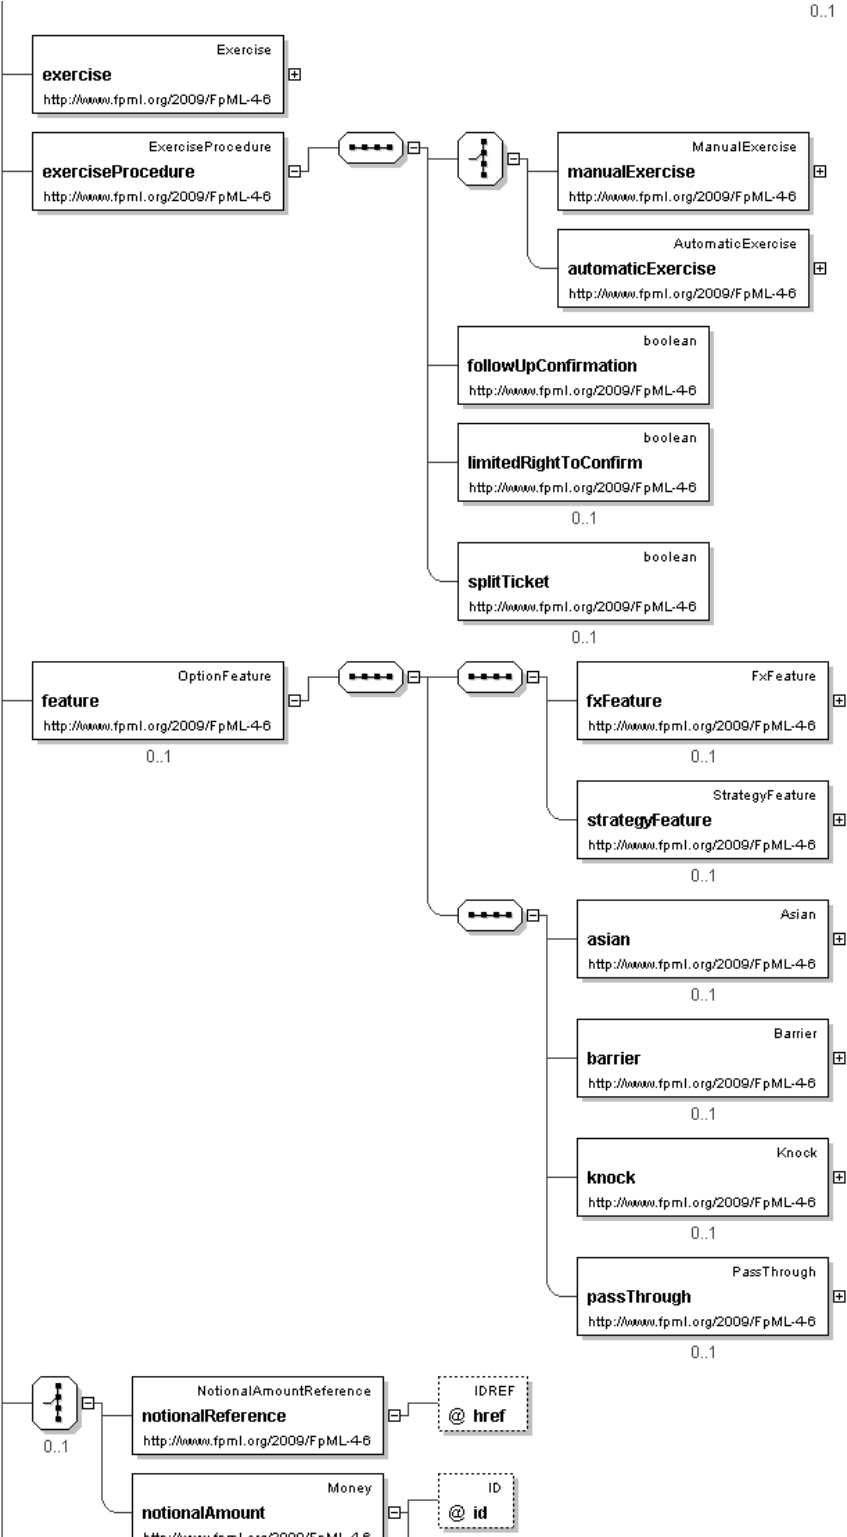 0..1
Exercise
exercise
http://www.fpml.org/2009/FpML-4-6
ExerciseProcedure
exerciseProcedure
http://www.fpml.org/2009/FpML-4-6
ManualExercise
manualExercise
http://www.fpml.org/2009/FpML-4-6
AutomaticExercise
automaticExercise
http://www.fpml.org/2009/FpML-4-6
boolean
followUpConfirmation
http://www.fpml.org/2009/FpML-4-6
boolean
limitedRightToConfirm
http://www.fpml.org/2009/FpML-4-6
0..1
boolean
splitTicket
http://www.fpml.org/2009/FpML-4-6
0..1
OptionFeature
feature
http://www.fpml.org/2009/FpML-4-6
0..1
FxFeature
fxFeature
http://www.fpml.org/2009/FpML-4-6
0..1
StrategyFeature
strategyFeature
http://www.fpml.org/2009/FpML-4-6
0..1
Asian
asian
http://www.fpml.org/2009/FpML-4-6
0..1
Barrier
barrier
http://www.fpml.org/2009/FpML-4-6
0..1
Knock
knock
http://www.fpml.org/2009/FpML-4-6
0..1
PassThrough
passThrough
http://www.fpml.org/2009/FpML-4-6
0..1
0..1
NotionalAmountReference
notionalReference
http://www.fpml.org/2009/FpML-4-6
IDREF
@ href
Money
notionalAmount
http://www.fpml.org/2009/FpML-4-6
ID
@ id